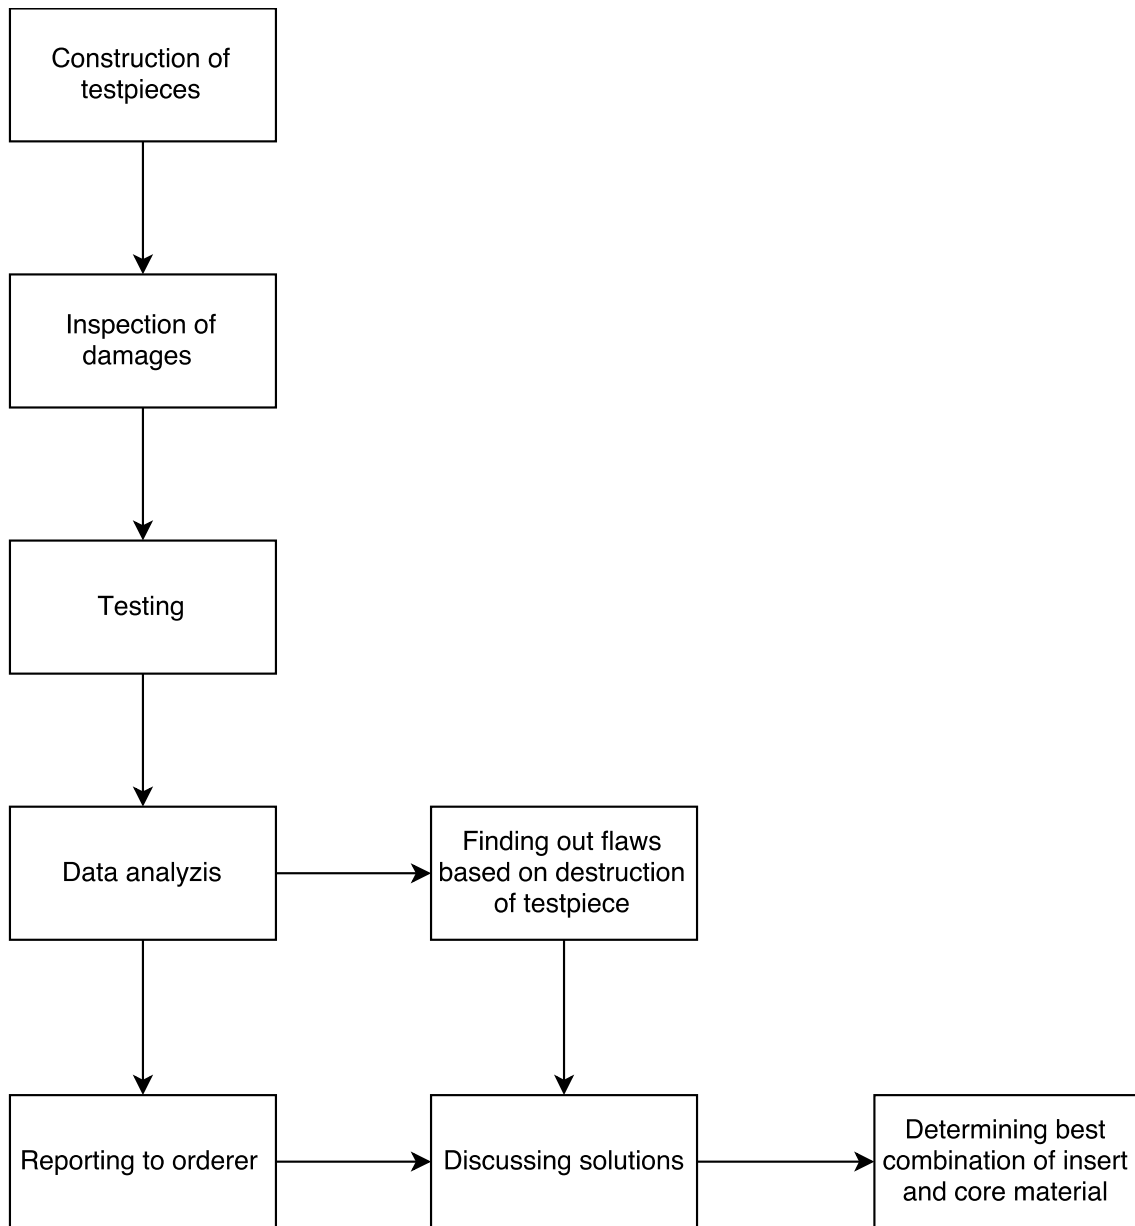 Construction of
testpieces
Inspection of
damages
Testing
Data analyzis
Finding out flaws
based on destruction
of testpiece
Reporting to orderer
Discussing solutions
Determining best
combination of insert
and core material